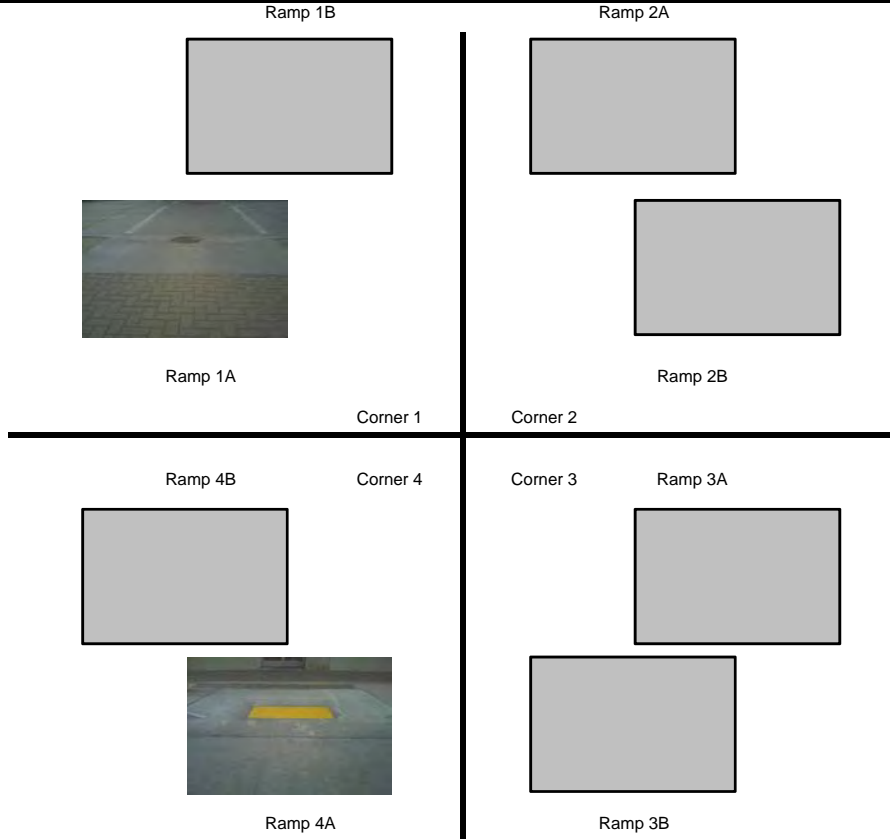 Ramp 1B Ramp 2A
Ramp 1A Ramp 2B
Corner 1 Corner 2
Ramp 4B Corner 4 Corner 3 Ramp 3A
Ramp 4A Ramp 3B